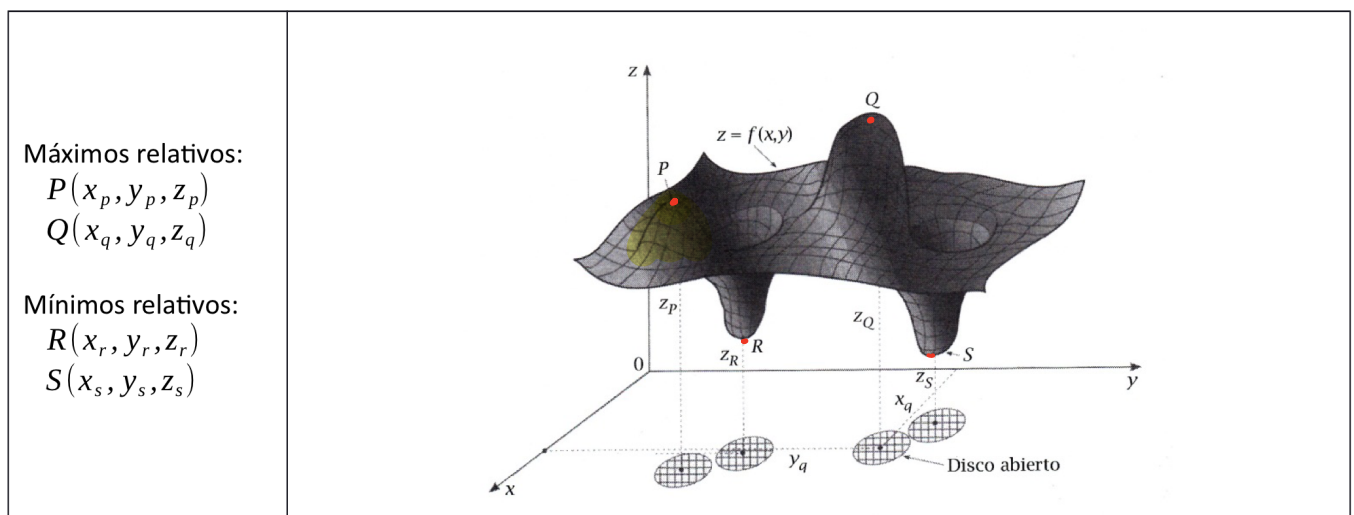 Máximos relativos:
P(x_p, y_p, z_p)
Q(x_q, y_q, z_q)
Mínimos relativos:
R(x_r, y_r, z_r)
S(x_s, y_s, z_s)
z
Q
z = f(x,y)
P
z_P
z_Q
R
z_R
S
0
z_S
y
x_q
y_q
Disco abierto
x